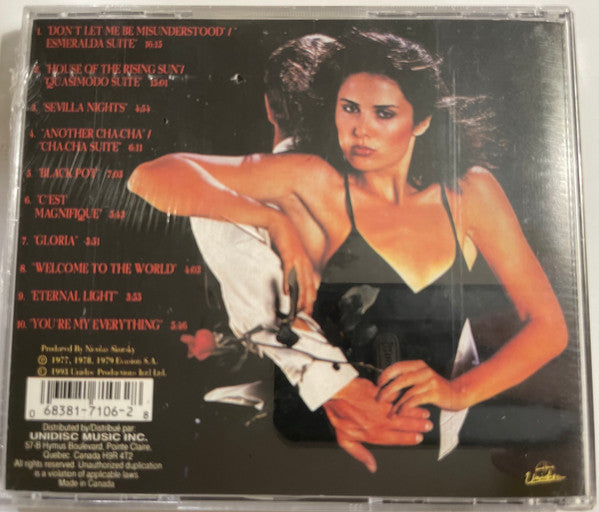 1. "DON'T LET ME BE MISUNDERSTOOD"/
ESMERALDA SUITE" 16:15
2. "HOUSE OF THE RISING SUN"/
"QUASIMODO SUITE" 15:01
3. "SEVILLA NIGHTS" 4:54
4. "ANOTHER CHA CHA"/
"CHA CHA SUITE" 6:11
5. "BLACK POT" 7:03
6. "C'EST
MAGNIFIQUE" 5:43
7. "GLORIA" 3:51
8. "WELCOME TO THE WORLD" 4:03
9. "ETERNAL LIGHT" 3:55
10. "YOU'RE MY EVERYTHING" 5:46
Produced By Nicolas Skorsky
℗ 1977, 1978, 1979 Evasion S.A.
© 1993 Unidisc Productions Intl Ltd.
0 68381-7106-2 8
Distributed by/Distribué par:
UNIDISC MUSIC INC.
57-B Hymus Boulevard, Pointe Claire,
Quebec Canada H9R 4T2
All rights reserved. Unauthorized duplication
is a violation of applicable laws
Made in Canada
Unidisc